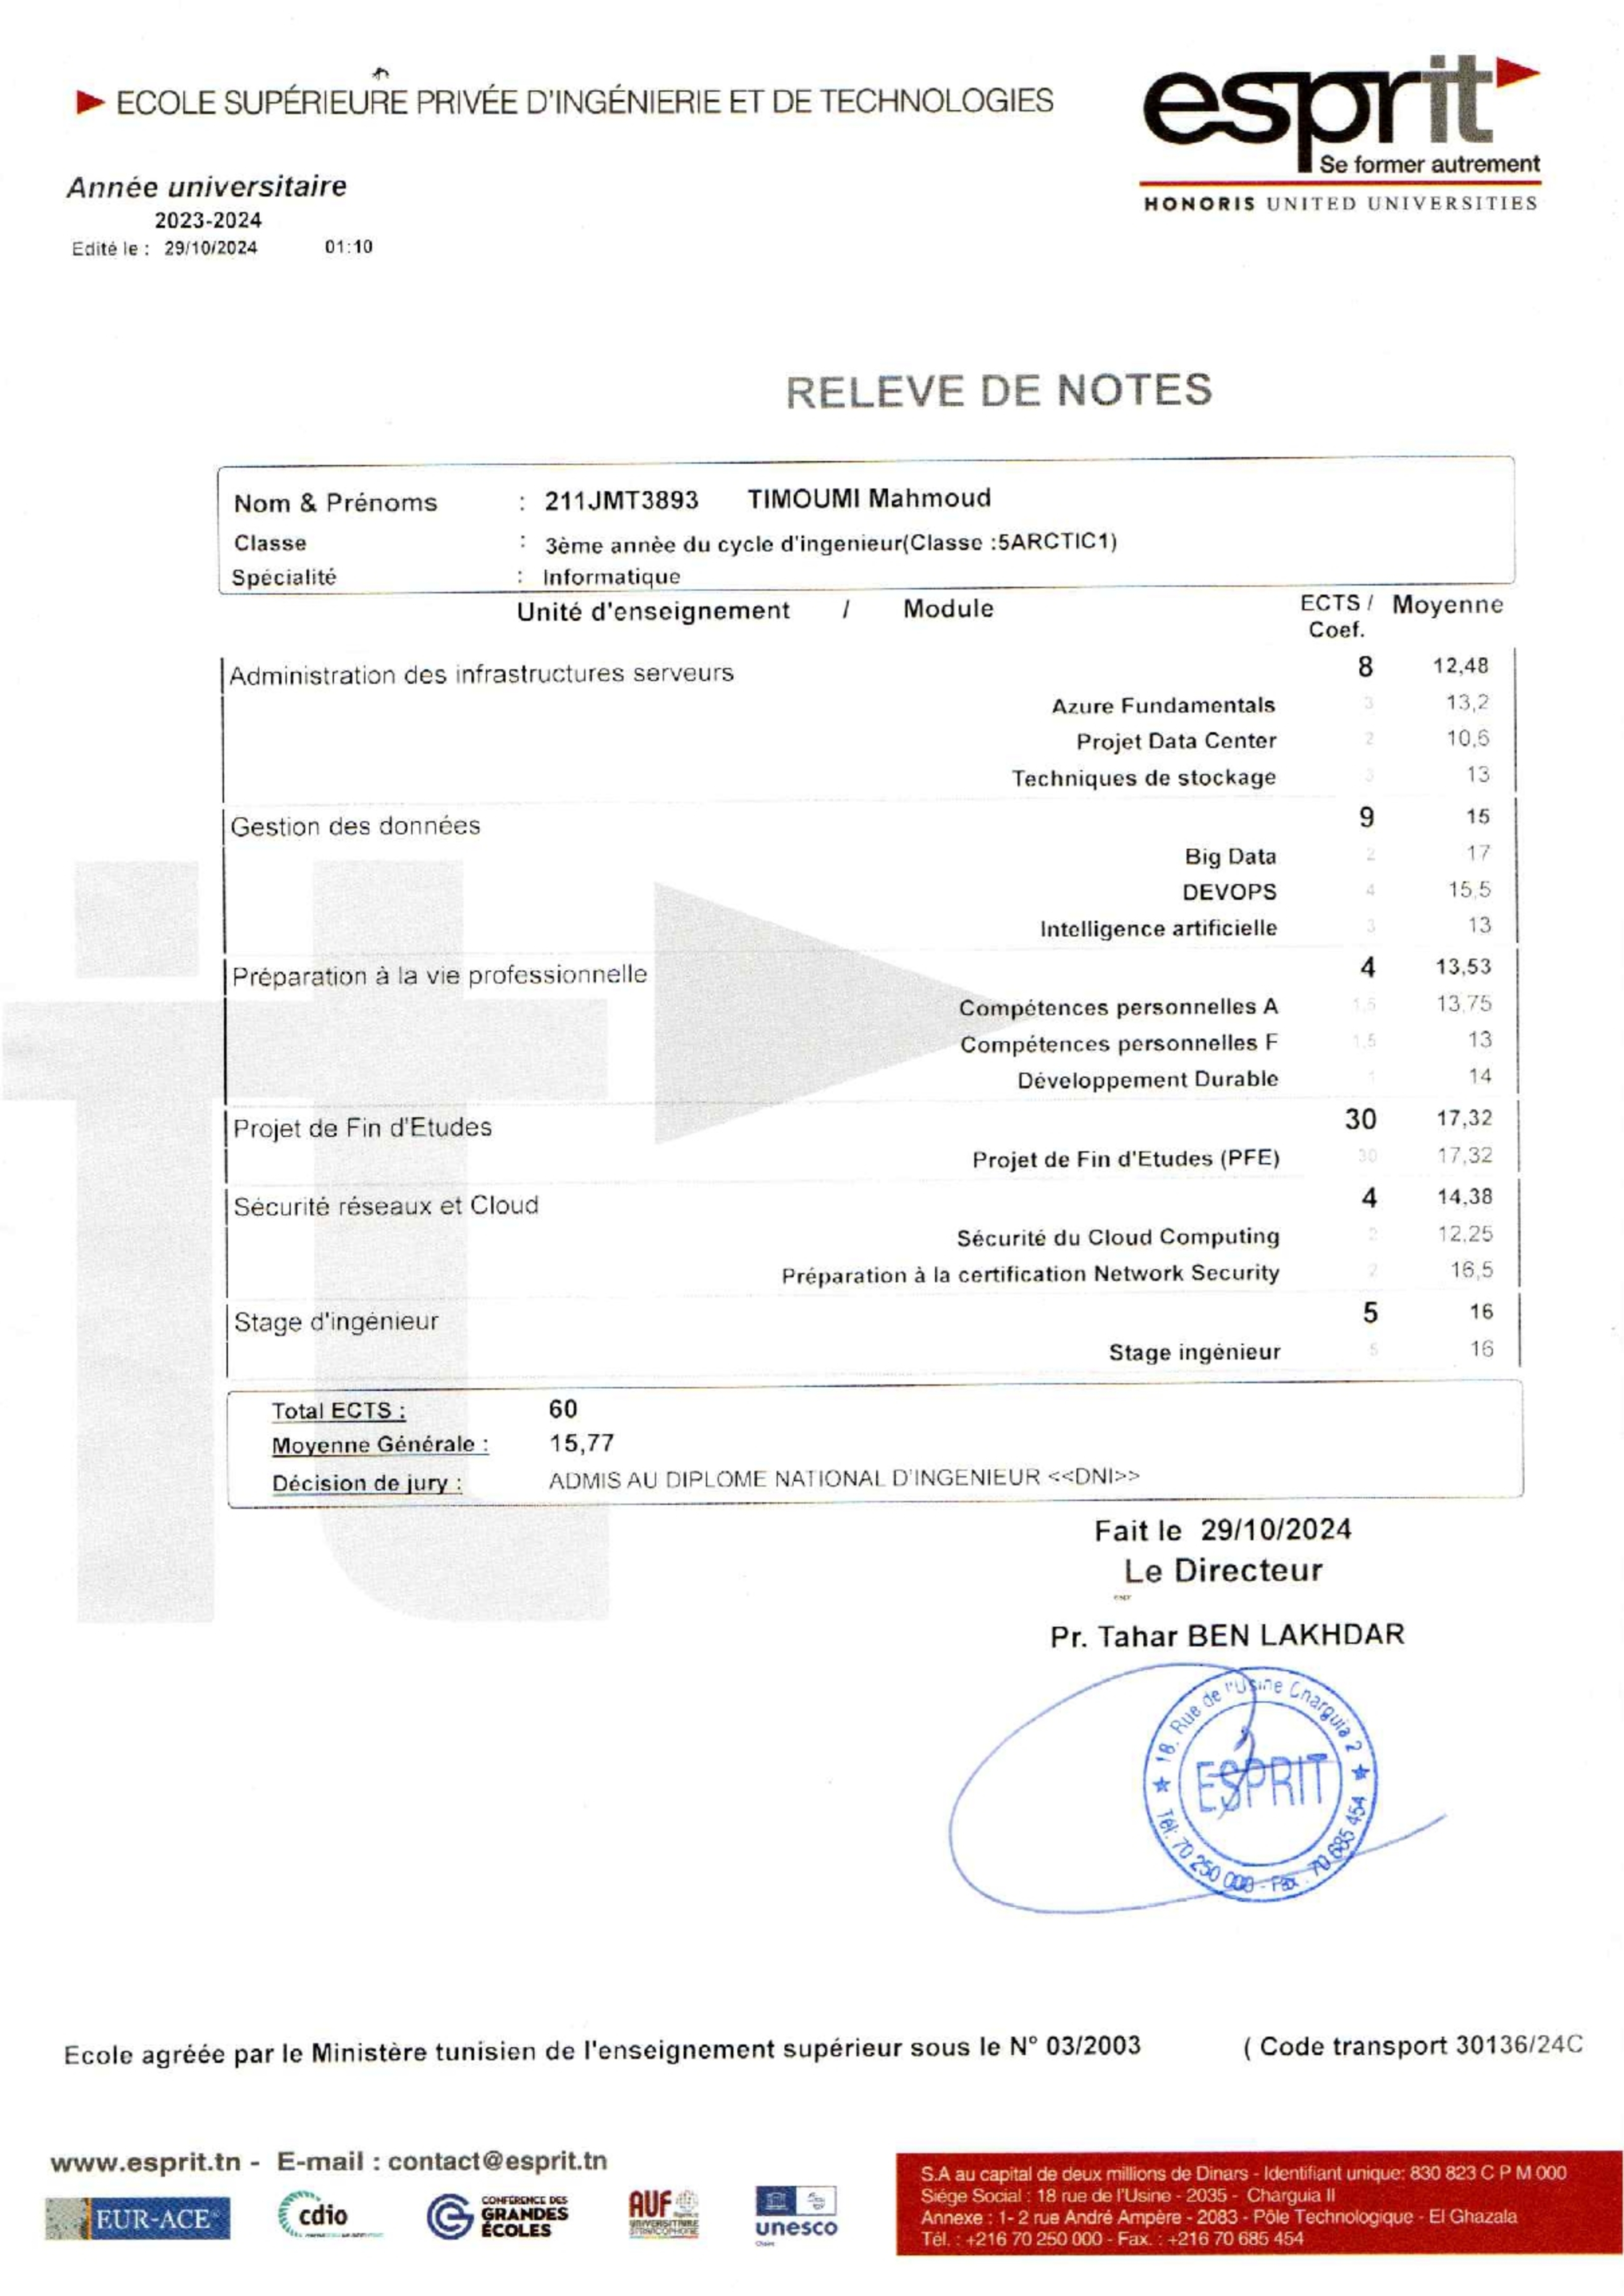 ECOLE SUPÉRIEURE PRIVÉE D'INGÉNIERIE ET DE TECHNOLOGIES
esprit
Se former autrement
HONORIS UNITED UNIVERSITIES
Année universitaire
2023-2024
Edité le : 29/10/2024 01:10
RELEVE DE NOTES
Nom & Prénoms : 211JMT3893 TIMOUMI Mahmoud
Classe : 3ème annèe du cycle d'ingenieur(Classe :5ARCTIC1)
Spécialité : Informatique
Unité d'enseignement / Module ECTS / Coef. Moyenne
Administration des infrastructures serveurs 8 12,48
Azure Fundamentals 3 13,2
Projet Data Center 2 10,6
Techniques de stockage 3 13
Gestion des données 9 15
Big Data 2 17
DEVOPS 4 15,5
Intelligence artificielle 3 13
Préparation à la vie professionnelle 4 13,53
Compétences personnelles A 1,5 13,75
Compétences personnelles F 1,5 13
Développement Durable 1 14
Projet de Fin d'Etudes 30 17,32
Projet de Fin d'Etudes (PFE) 30 17,32
Sécurité réseaux et Cloud 4 14,38
Sécurité du Cloud Computing 2 12,25
Préparation à la certification Network Security 2 16,5
Stage d'ingénieur 5 16
Stage ingénieur 5 16
Total ECTS : 60
Moyenne Générale : 15,77
Décision de jury : ADMIS AU DIPLOME NATIONAL D'INGENIEUR <<DNI>>
Fait le 29/10/2024
Le Directeur
Pr. Tahar BEN LAKHDAR
18, Rue de l'Usine Charguia 2
ESPRIT
Tél: 70 250 000 - Fax : 70 685 454
Ecole agréée par le Ministère tunisien de l'enseignement supérieur sous le N° 03/2003 ( Code transport 30136/24C
www.esprit.tn - E-mail : contact@esprit.tn
EUR-ACE
cdio
CONFÉRENCE DES
GRANDES
ÉCOLES
AUF
unesco
S.A au capital de deux millions de Dinars - Identifiant unique: 830 823 C P M 000
Siége Social : 18 rue de l'Usine - 2035 - Charguia II
Annexe : 1- 2 rue André Ampère - 2083 - Pôle Technologique - El Ghazala
Tél. : +216 70 250 000 - Fax. : +216 70 685 454